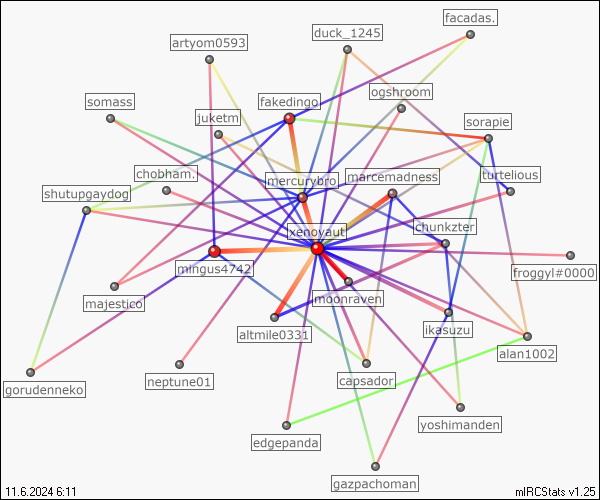 facadas.
duck_1245
artyom0593
ogshroom
somass
fakedingo
juketm
sorapie
chobham.
mercurybro
marcemadness
turtelious
shutupgaydog
xenoyaut
chunkzter
mingus4742
froggyl#0000
majestico
moonraven
altmile0331
ikasuzu
alan1002
gorudenneko
neptune01
capsador
yoshimanden
edgepanda
gazpachoman
11.6.2024 6:11
mIRCStats v1.25